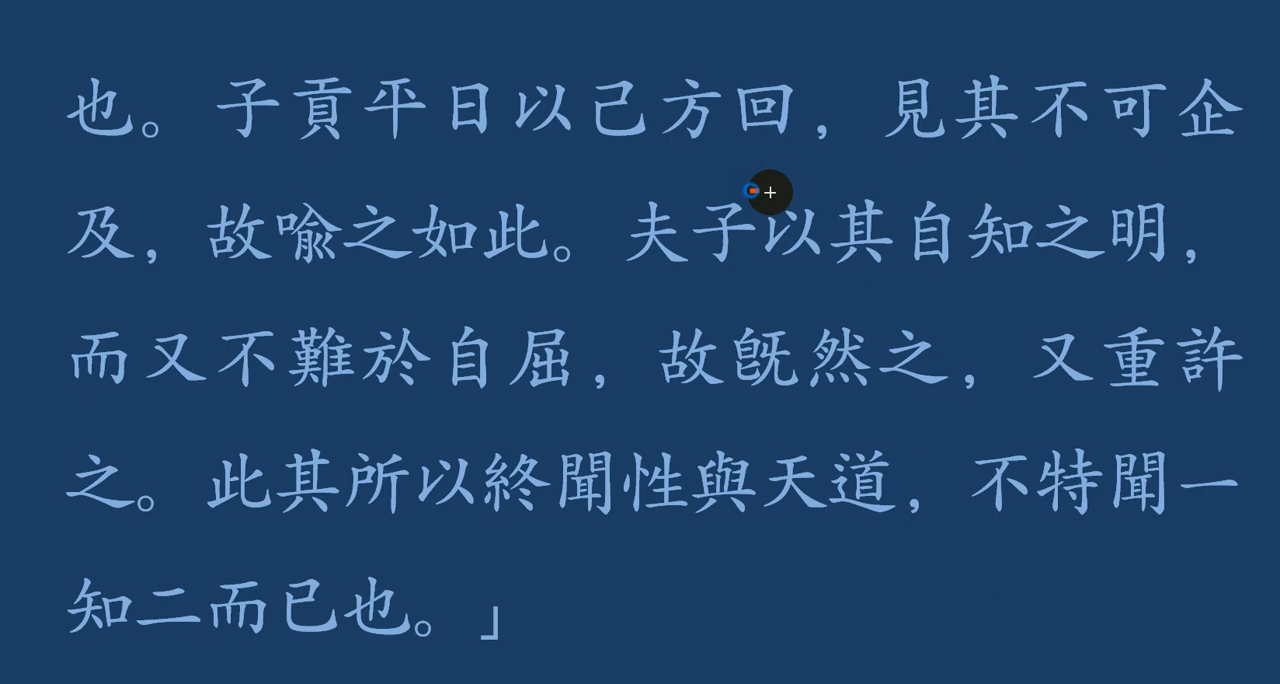 也。子貢平日以己方回，見其不可企
及，故喩之如此。夫子以其自知之明，
而又不難於自屈，故旣然之，又重許
之。此其所以終聞性與天道，不特聞一
知二而已也。」